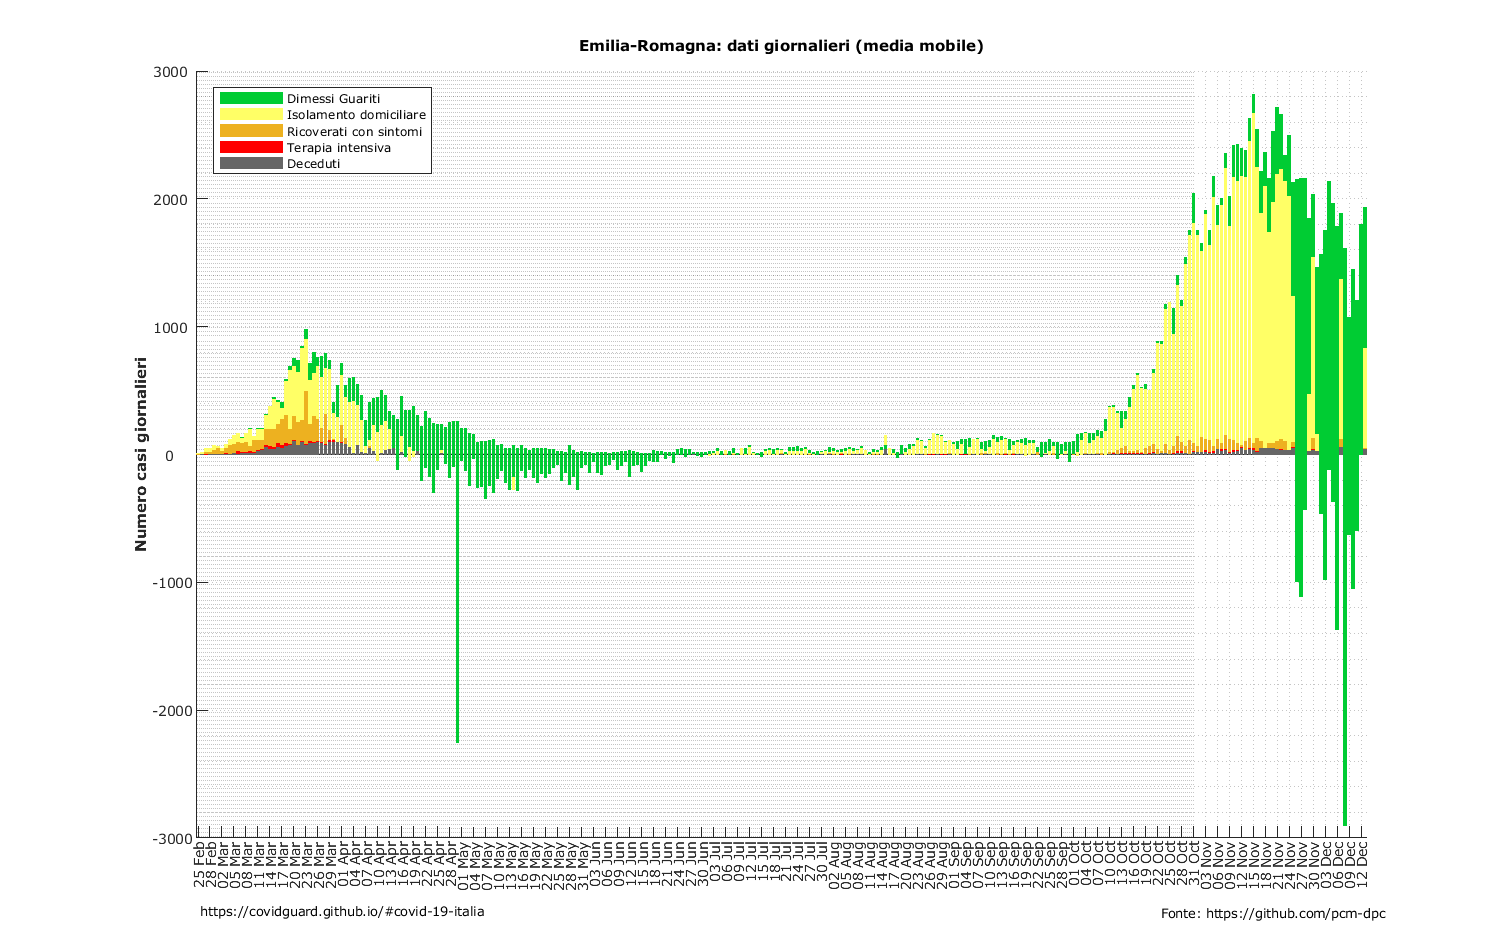 Emilia-Romagna: dati giornalieri (media mobile)
3000
2000
1000
0
-1000
-2000
-3000
Numero casi giornalieri
Dimessi Guariti
Isolamento domiciliare
Ricoverati con sintomi
Terapia intensiva
Deceduti
25 Feb
28 Feb
02 Mar
05 Mar
08 Mar
11 Mar
14 Mar
17 Mar
20 Mar
23 Mar
26 Mar
29 Mar
01 Apr
04 Apr
07 Apr
10 Apr
13 Apr
16 Apr
19 Apr
22 Apr
25 Apr
28 Apr
01 May
04 May
07 May
10 May
13 May
16 May
19 May
22 May
25 May
28 May
31 May
03 Jun
06 Jun
09 Jun
12 Jun
15 Jun
18 Jun
21 Jun
24 Jun
27 Jun
30 Jun
03 Jul
06 Jul
09 Jul
12 Jul
15 Jul
18 Jul
21 Jul
24 Jul
27 Jul
30 Jul
02 Aug
05 Aug
08 Aug
11 Aug
14 Aug
17 Aug
20 Aug
23 Aug
26 Aug
29 Aug
01 Sep
04 Sep
07 Sep
10 Sep
13 Sep
16 Sep
19 Sep
22 Sep
25 Sep
28 Sep
01 Oct
04 Oct
07 Oct
10 Oct
13 Oct
16 Oct
19 Oct
22 Oct
25 Oct
28 Oct
31 Oct
03 Nov
06 Nov
09 Nov
12 Nov
15 Nov
18 Nov
21 Nov
24 Nov
27 Nov
30 Nov
03 Dec
06 Dec
09 Dec
12 Dec
https://covidguard.github.io/#covid-19-italia
Fonte: https://github.com/pcm-dpc